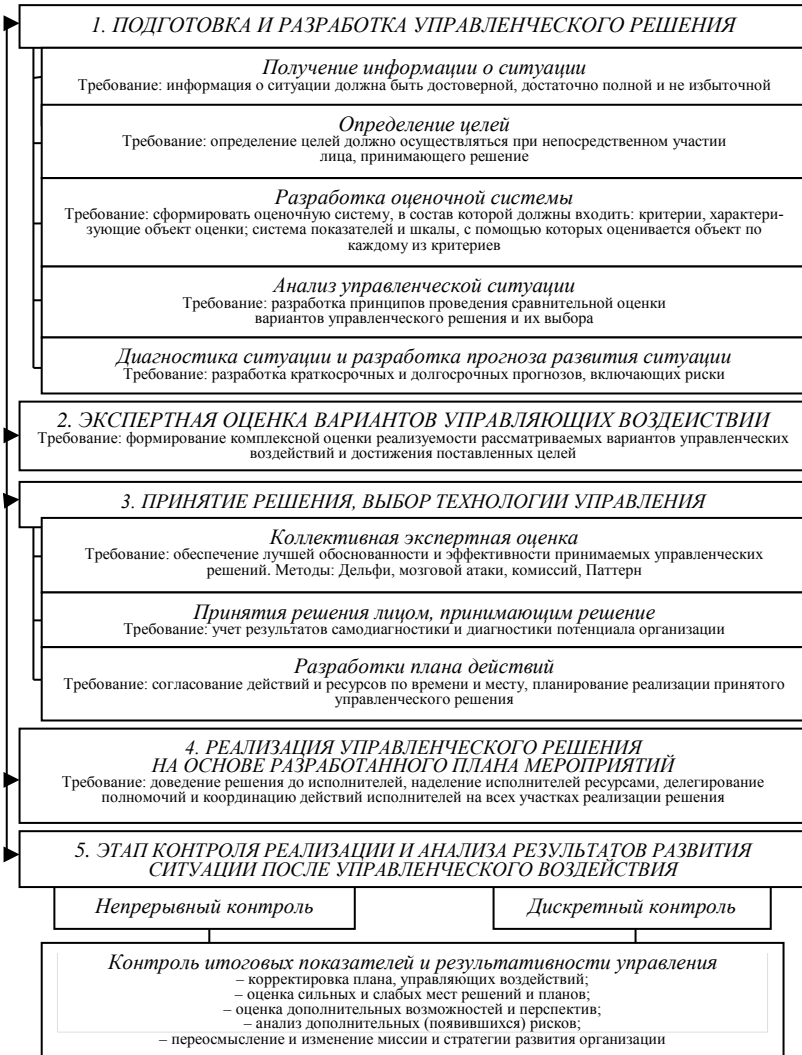 1. ПОДГОТОВКА И РАЗРАБОТКА УПРАВЛЕНЧЕСКОГО РЕШЕНИЯ
Получение информации о ситуации
Требование: информация о ситуации должна быть достоверной, достаточно полной и не избыточной
Определение целей
Требование: определение целей должно осуществляться при непосредственном участии
лица, принимающего решение
Разработка оценочной системы
Требование: сформировать оценочную систему, в состав которой должны входить: критерии, характери-
зующие объект оценки; система показателей и шкалы, с помощью которых оценивается объект по
каждому из критериев
Анализ управленческой ситуации
Требование: разработка принципов проведения сравнительной оценки
вариантов управленческого решения и их выбора
Диагностика ситуации и разработка прогноза развития ситуации
Требование: разработка краткосрочных и долгосрочных прогнозов, включающих риски
2. ЭКСПЕРТНАЯ ОЦЕНКА ВАРИАНТОВ УПРАВЛЯЮЩИХ ВОЗДЕИСТВИИ
Требование: формирование комплексной оценки реализуемости рассматриваемых вариантов управленческих
воздействий и достижения поставленных целей
3. ПРИНЯТИЕ РЕШЕНИЯ, ВЫБОР ТЕХНОЛОГИИ УПРАВЛЕНИЯ
Коллективная экспертная оценка
Требование: обеспечение лучшей обоснованности и эффективности принимаемых управленческих
решений. Методы: Дельфи, мозговой атаки, комиссий, Паттерн
Принятия решения лицом, принимающим решение
Требование: учет результатов самодиагностики и диагностики потенциала организации
Разработки плана действий
Требование: согласование действий и ресурсов по времени и месту, планирование реализации принятого
управленческого решения
4. РЕАЛИЗАЦИЯ УПРАВЛЕНЧЕСКОГО РЕШЕНИЯ
НА ОСНОВЕ РАЗРАБОТАННОГО ПЛАНА МЕРОПРИЯТИЙ
Требование: доведение решения до исполнителей, наделение исполнителей ресурсами, делегирование
полномочий и координацию действий исполнителей на всех участках реализации решения
5. ЭТАП КОНТРОЛЯ РЕАЛИЗАЦИИ И АНАЛИЗА РЕЗУЛЬТАТОВ РАЗВИТИЯ
СИТУАЦИИ ПОСЛЕ УПРАВЛЕНЧЕСКОГО ВОЗДЕЙСТВИЯ
Непрерывный контроль
Дискретный контроль
Контроль итоговых показателей и результативности управления
– корректировка плана, управляющих воздействий;
– оценка сильных и слабых мест решений и планов;
– оценка дополнительных возможностей и перспектив;
– анализ дополнительных (появившихся) рисков;
– переосмысление и изменение миссии и стратегии развития организации